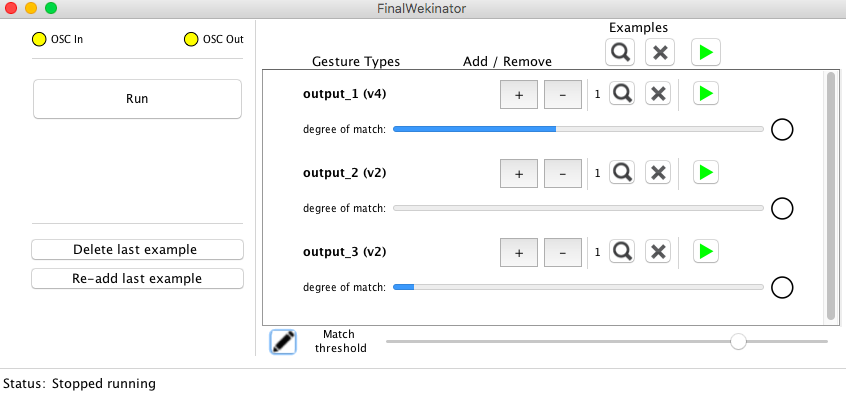 FinalWekinator
OSC In
OSC Out
Examples
Gesture Types
Add / Remove
Run
output_1 (v4)
+
-
1
degree of match:
output_2 (v2)
+
-
1
degree of match:
output_3 (v2)
+
-
1
degree of match:
Delete last example
Re-add last example
Match
threshold
Status: Stopped running